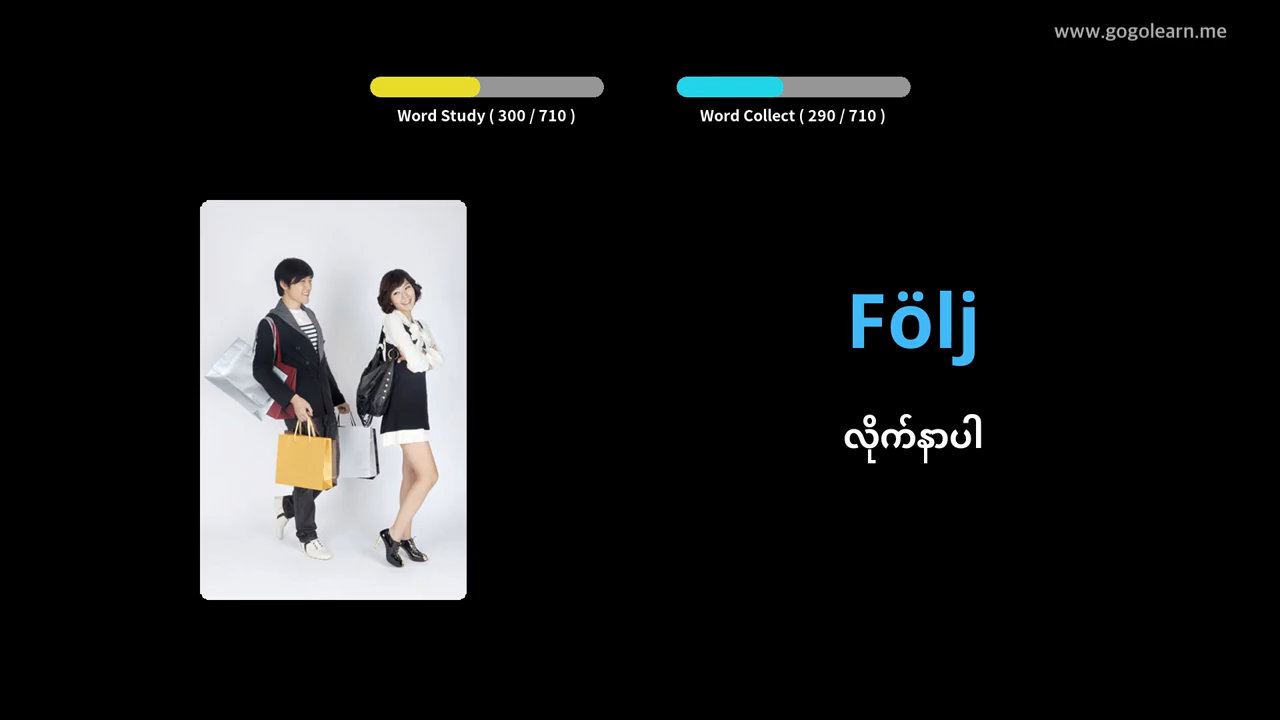 www.gogolearn.me
Word Study ( 300 / 710 )
Word Collect ( 290 / 710 )
Följ
လိုက်နာပါ